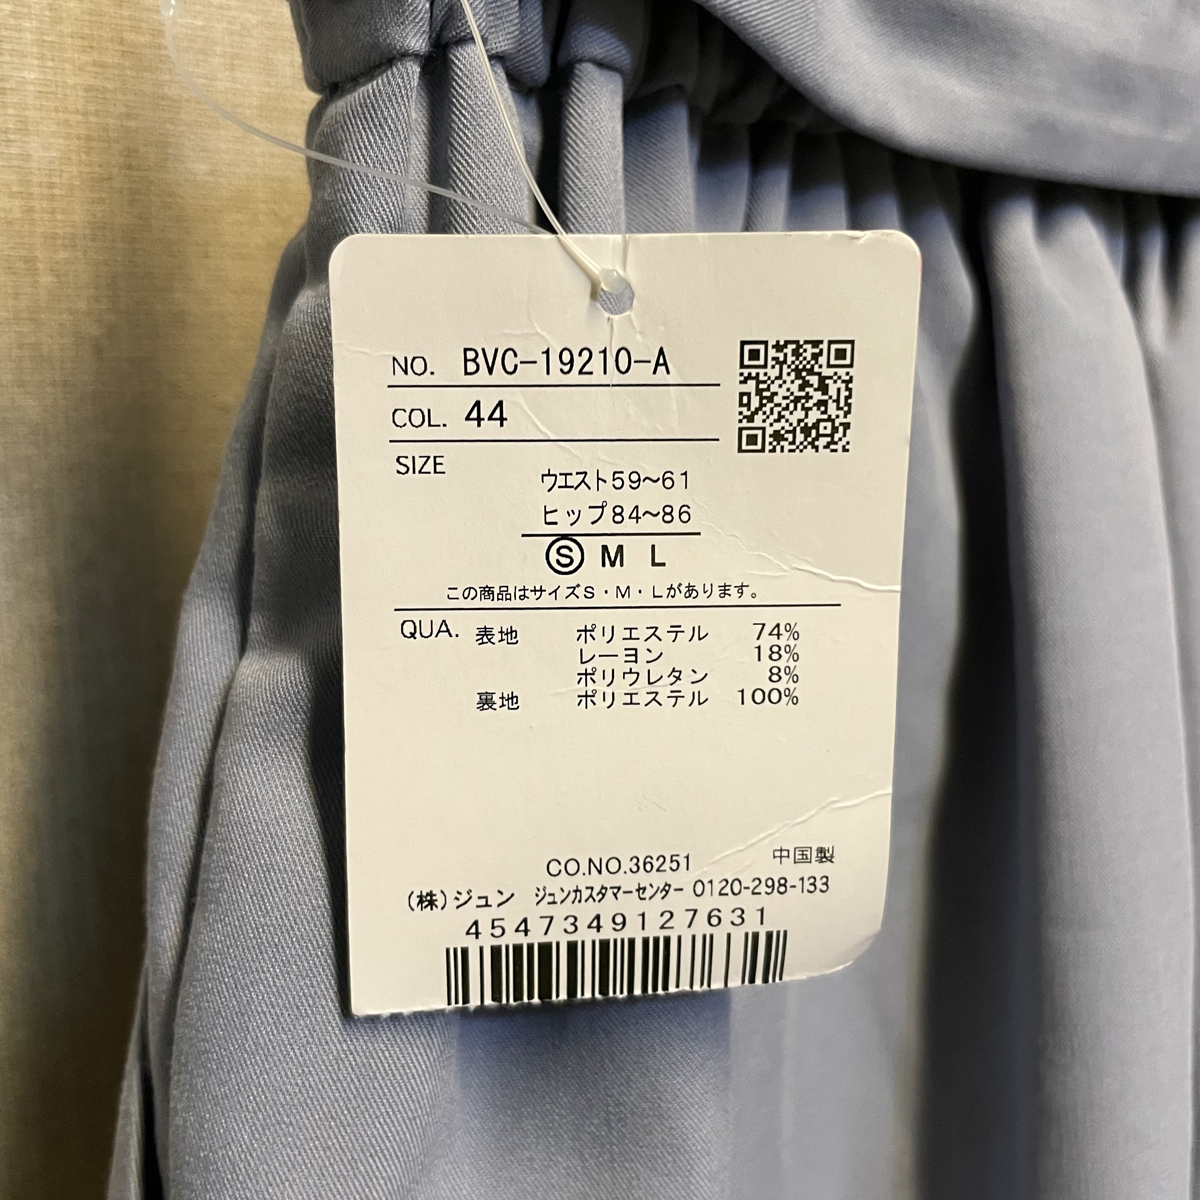 NO. BVC-19210-A
COL. 44
SIZE
ウエスト59〜61
ヒップ84〜86
Ⓢ M L
この商品はサイズS・M・Lがあります。
QUA. 表地 ポリエステル 74%
レーヨン 18%
ポリウレタン 8%
裏地 ポリエステル 100%
CO.NO.36251 中国製
(株)ジュン ジュンカスタマーセンター 0120-298-133
4547349127631